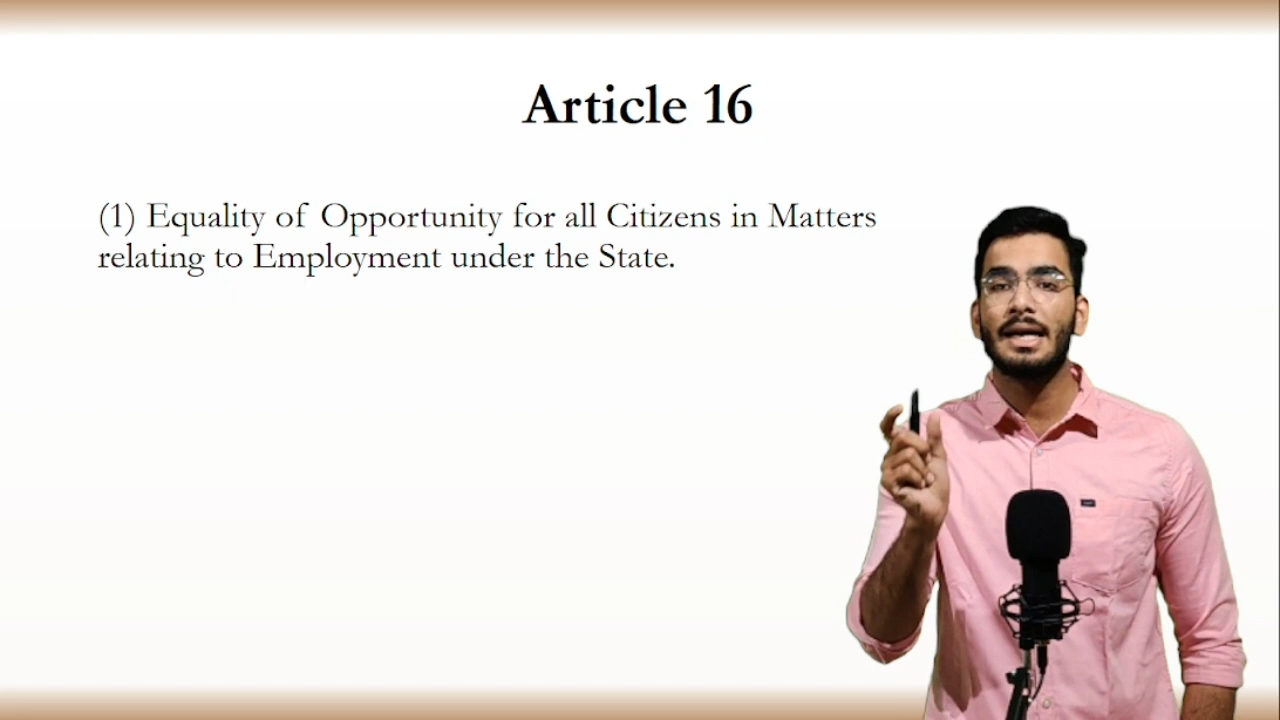 Article 16
(1) Equality of Opportunity for all Citizens in Matters
relating to Employment under the State.